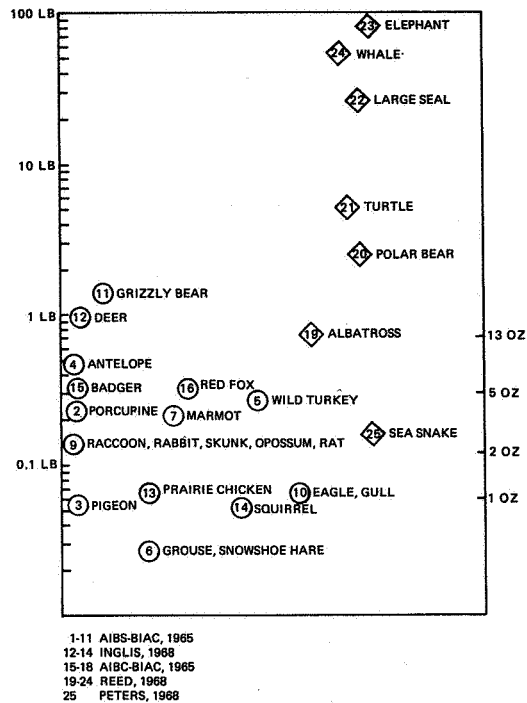 100 LB
23 ELEPHANT
24 WHALE
22 LARGE SEAL
10 LB
21 TURTLE
20 POLAR BEAR
11 GRIZZLY BEAR
1 LB
12 DEER
19 ALBATROSS
13 OZ
4 ANTELOPE
15 BADGER
16 RED FOX
5 WILD TURKEY
5 OZ
2 PORCUPINE
7 MARMOT
25 SEA SNAKE
9 RACCOON, RABBIT, SKUNK, OPOSSUM, RAT
2 OZ
0,1 LB
13 PRAIRIE CHICKEN
10 EAGLE, GULL
1 OZ
3 PIGEON
14 SQUIRREL
6 GROUSE, SNOWSHOE HARE
1-11 AIBS-BIAC, 1965
12-14 INGLIS, 1968
15-18 AIBC-BIAC, 1965
19-24 REED, 1968
25 PETERS, 1968